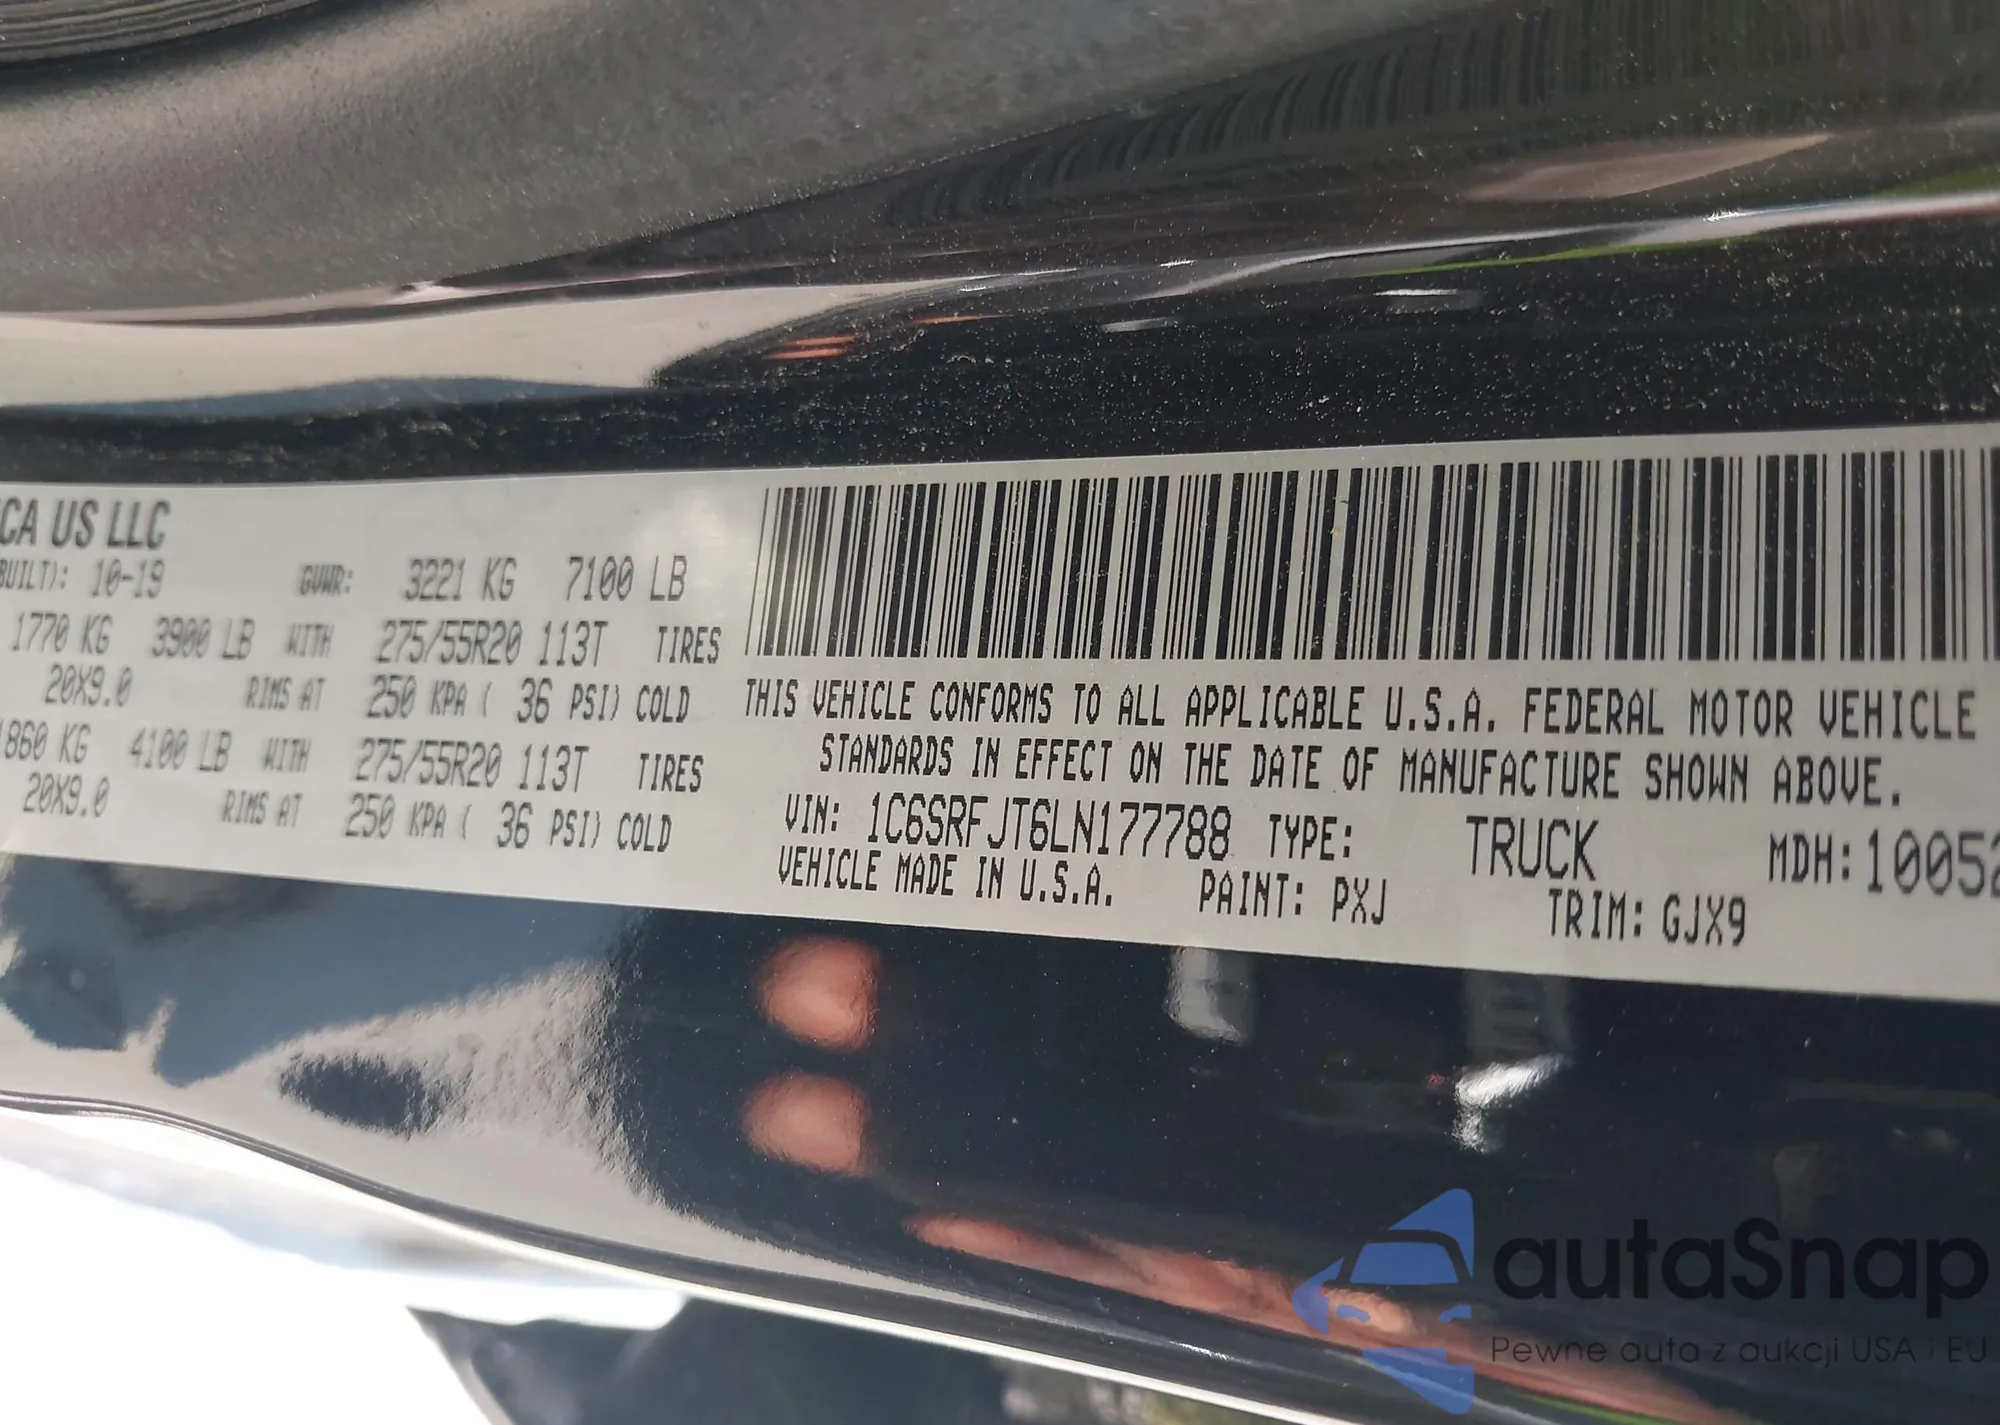 CA US LLC
BUILT): 10-19 GVWR: 3221 KG 7100 LB
1770 KG 3900 LB WITH 275/55R20 113T TIRES
20X9.0 RIMS AT 250 KPA ( 36 PSI) COLD
1860 KG 4100 LB WITH 275/55R20 113T TIRES
20X9.0 RIMS AT 250 KPA ( 36 PSI) COLD
THIS VEHICLE CONFORMS TO ALL APPLICABLE U.S.A. FEDERAL MOTOR VEHICLE
STANDARDS IN EFFECT ON THE DATE OF MANUFACTURE SHOWN ABOVE.
VIN: 1C6SRFJT6LN177788 TYPE: TRUCK MDH:10052
VEHICLE MADE IN U.S.A. PAINT: PXJ TRIM: GJX9
autaSnap
Pewne auta z aukcji USA i EU